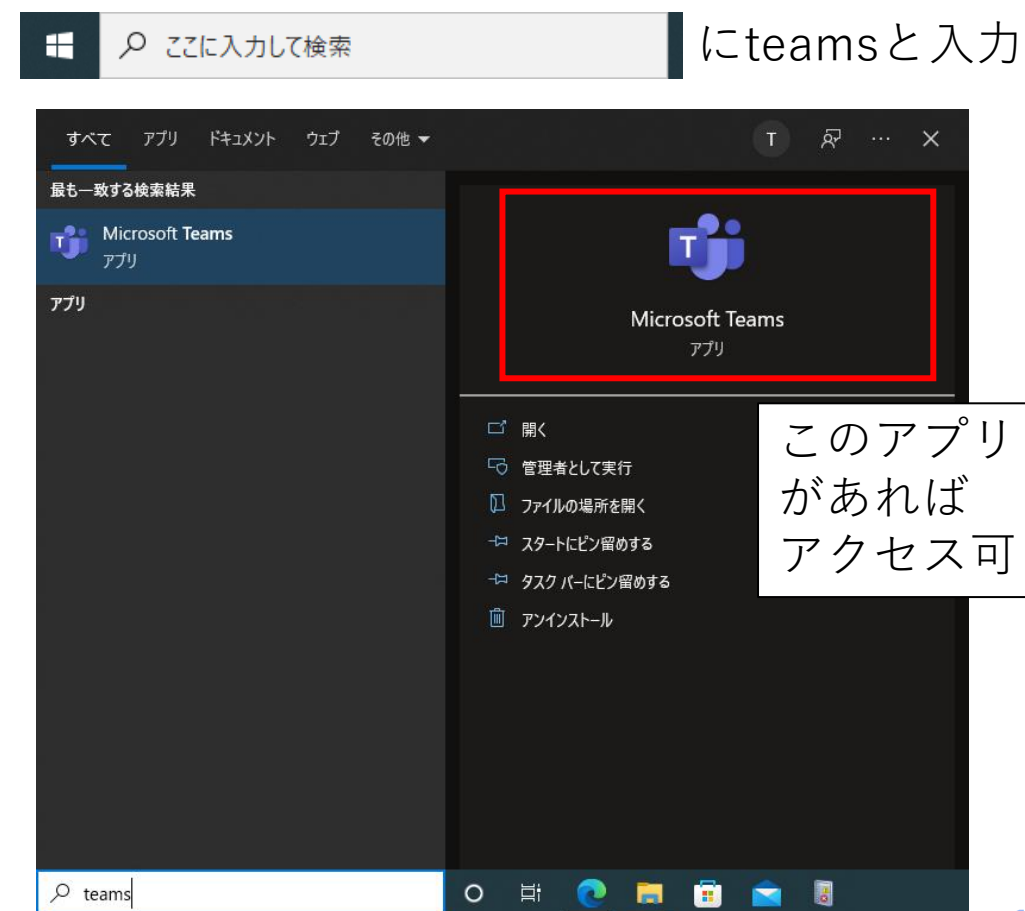 ここに入力して検索
にteamsと入力
すべて アプリ ドキュメント ウェブ その他
T
最も一致する検索結果
T
Microsoft Teams
アプリ
アプリ
T
Microsoft Teams
アプリ
開く
管理者として実行
ファイルの場所を開く
スタートにピン留めする
タスク バーにピン留めする
アンインストール
このアプリ
があれば
アクセス可
teams